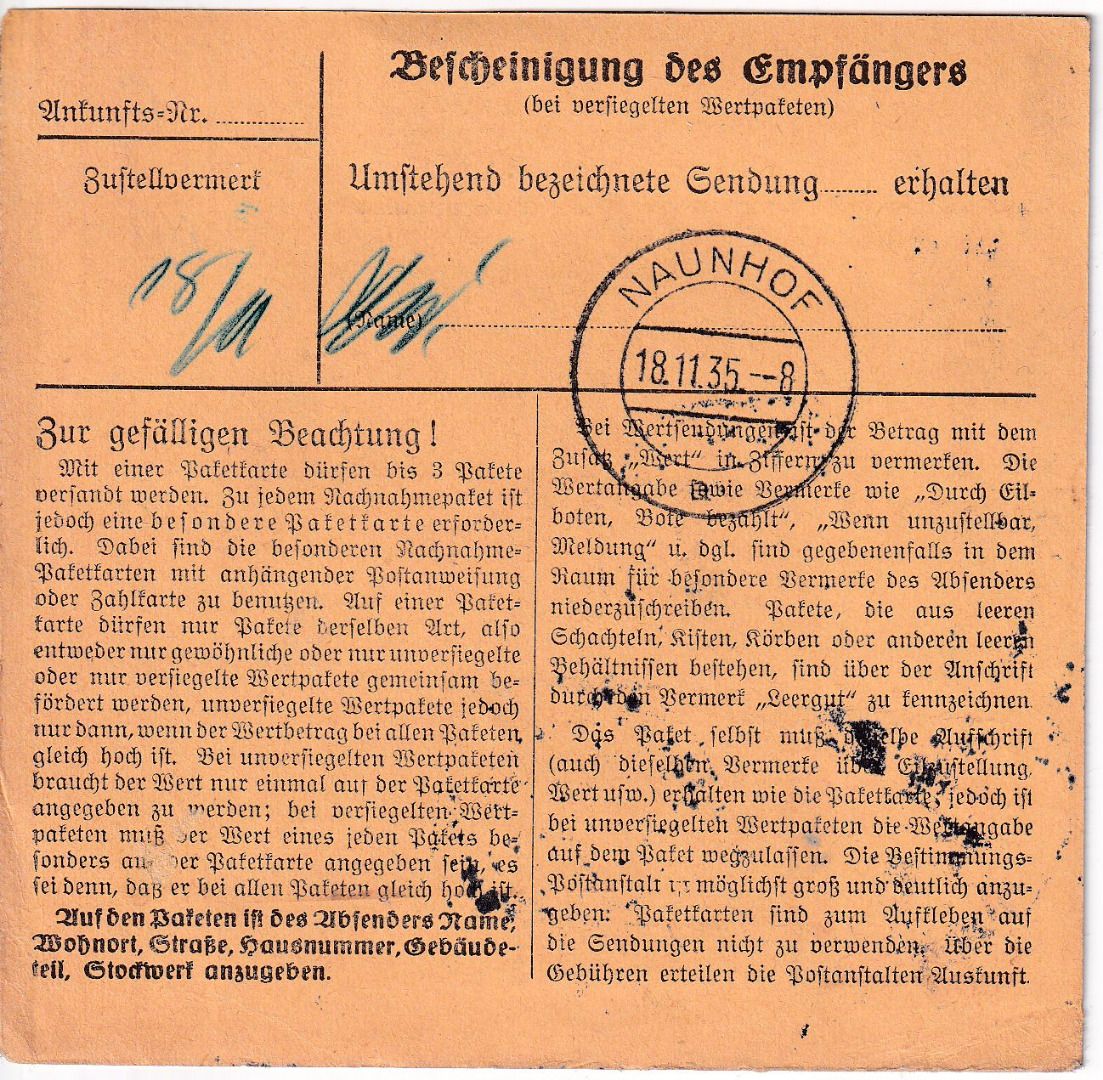 Ankunfts-Nr. ............
Zustellvermerk
18/11
Bescheinigung des Empfängers
(bei versiegelten Wertpaketen)
Umstehend bezeichnete Sendung......... erhalten
(Name)
NAUNHOF
18.11.35.--8
Zur gefälligen Beachtung!
Mit einer Paketkarte dürfen bis 3 Pakete
versandt werden. Zu jedem Nachnahmepaket ist
jedoch eine besondere Paketkarte erforder-
lich. Dabei sind die besonderen Nachnahme-
Paketkarten mit anhängender Postanweisung
oder Zahlkarte zu benutzen. Auf einer Paket-
karte dürfen nur Pakete derselben Art, also
entweder nur gewöhnliche oder nur unversiegelte
oder nur versiegelte Wertpakete gemeinsam be-
fördert werden, unversiegelte Wertpakete jedoch
nur dann, wenn der Wertbetrag bei allen Paketen
gleich hoch ist. Bei unversiegelten Wertpaketen
braucht der Wert nur einmal auf der Paketkarte
angegeben zu werden; bei versiegelten Wert-
paketen muß der Wert eines jeden Pakets be-
sonders auf der Paketkarte angegeben sein, es
sei denn, daß er bei allen Paketen gleich hoch ist.
Auf den Paketen ist des Absenders Name,
Wohnort, Straße, Hausnummer, Gebäude-
teil, Stockwerk anzugeben.
Bei Wertsendungen ist der Betrag mit dem
Zusatz „Wert" in Ziffern zu vermerken. Die
Wertangabe sowie Vermerke wie „Durch Eil-
boten, Bote bezahlt", „Wenn unzustellbar,
Meldung" u. dgl. sind gegebenenfalls in dem
Raum für besondere Vermerke des Absenders
niederzuschreiben. Pakete, die aus leeren
Schachteln, Kisten, Körben oder anderen leeren
Behältnissen bestehen, sind über der Anschrift
durch den Vermerk „Leergut" zu kennzeichnen.
Das Paket selbst muß dieselbe Aufschrift
(auch dieselben Vermerke über Eilzustellung,
Wert usw.) erhalten wie die Paketkarte, jedoch ist
bei unversiegelten Wertpaketen die Wertangabe
auf dem Paket wegzulassen. Die Bestimmungs-
Postanstalt ist möglichst groß und deutlich anzu-
geben. Paketkarten sind zum Aufkleben auf
die Sendungen nicht zu verwenden. Über die
Gebühren erteilen die Postanstalten Auskunft.